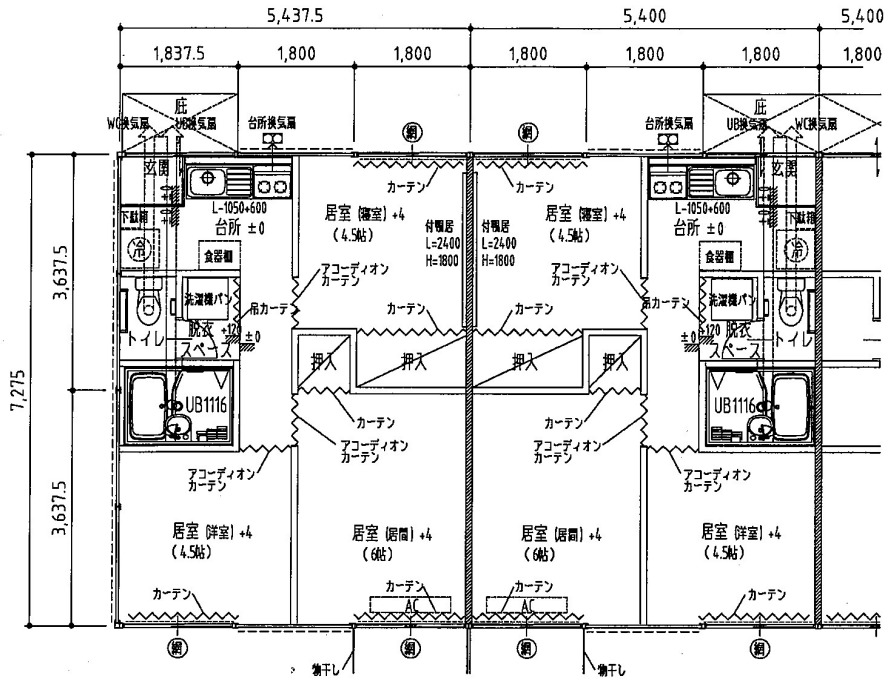 5,437.5
5,400
5,400
1,837.5
1,800
1,800
1,800
1,800
1,800
1,800
庇
庇
WC換気扇
UB換気扇
台所換気扇
網
網
台所換気扇
UB換気扇
WC換気扇
玄関
カーテン
カーテン
玄関
下駄箱
±0
±0
L-1050+600
台所 ±0
居室(寝室)+4
(4.5帖)
付鴨居
L=2400
H=1800
付鴨居
L=2400
H=1800
居室(寝室)+4
(4.5帖)
L-1050+600
台所 ±0
±0
±0
下駄箱
冷
食器棚
食器棚
冷
アコーディオン
カーテン
アコーディオン
カーテン
洗濯機パン
吊カーテン
カーテン
カーテン
吊カーテン
洗濯機パン
トイレ
脱衣
スペース
+120
±0
±0
+120
脱衣
スペース
トイレ
押入
押入
押入
押入
UB1116
カーテン
カーテン
UB1116
アコーディオン
カーテン
アコーディオン
カーテン
アコーディオン
カーテン
アコーディオン
カーテン
居室(洋室)+4
(4.5帖)
居室(居間)+4
(6帖)
居室(居間)+4
(6帖)
居室(洋室)+4
(4.5帖)
カーテン
カーテン
AC
カーテン
AC
カーテン
網
網
網
網
物干し
物干し
3,637.5
7,275
3,637.5